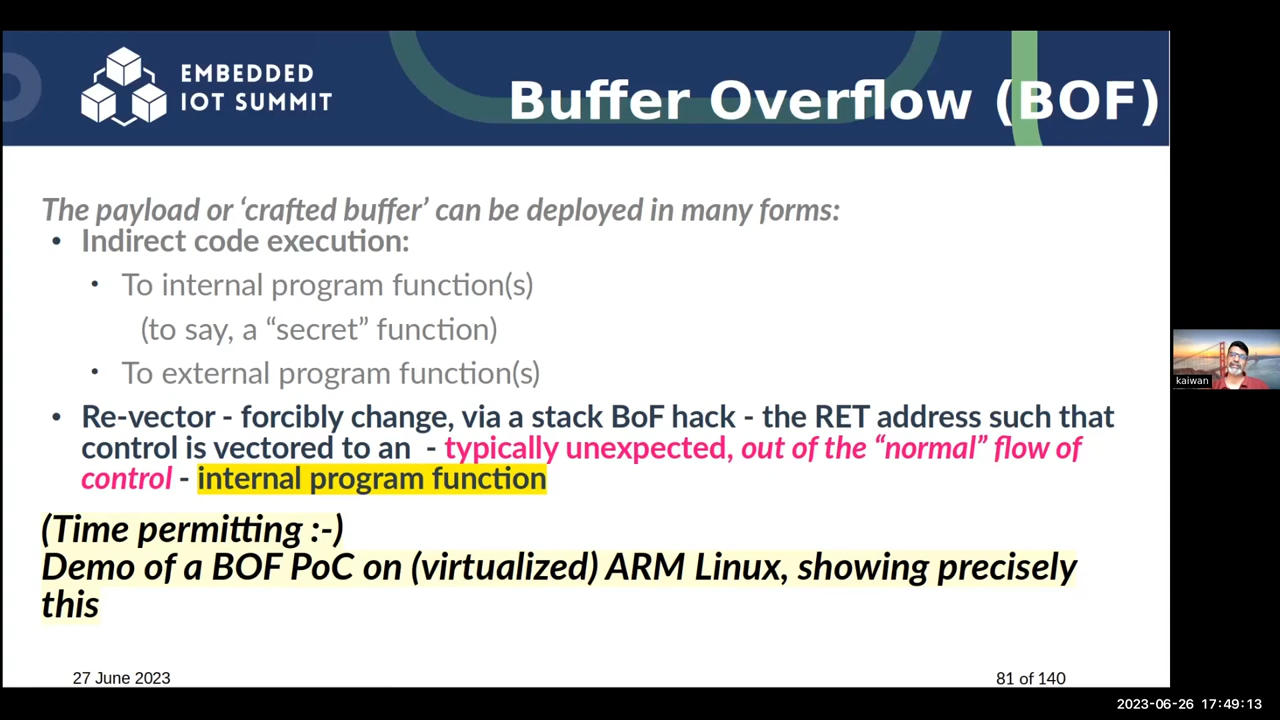 EMBEDDED
IOT SUMMIT
Buffer Overflow (BOF)
The payload or ‘crafted buffer’ can be deployed in many forms:
• Indirect code execution:
• To internal program function(s)
(to say, a “secret” function)
• To external program function(s)
• Re-vector - forcibly change, via a stack BoF hack - the RET address such that
control is vectored to an - typically unexpected, out of the “normal” flow of
control - internal program function
(Time permitting :-)
Demo of a BOF PoC on (virtualized) ARM Linux, showing precisely
this
kaiwan
27 June 2023
81 of 140
2023-06-26 17:49:13